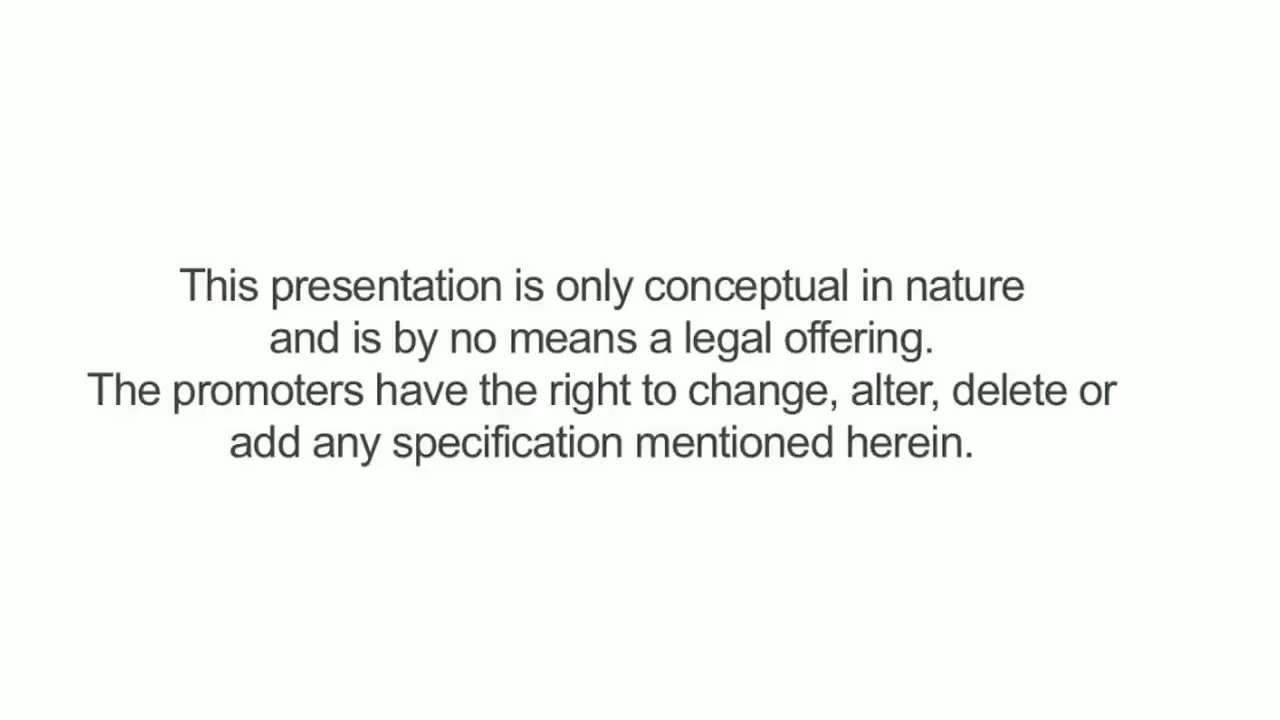 This presentation is only conceptual in nature
and is by no means a legal offering.
The promoters have the right to change, alter, delete or
add any specification mentioned herein.